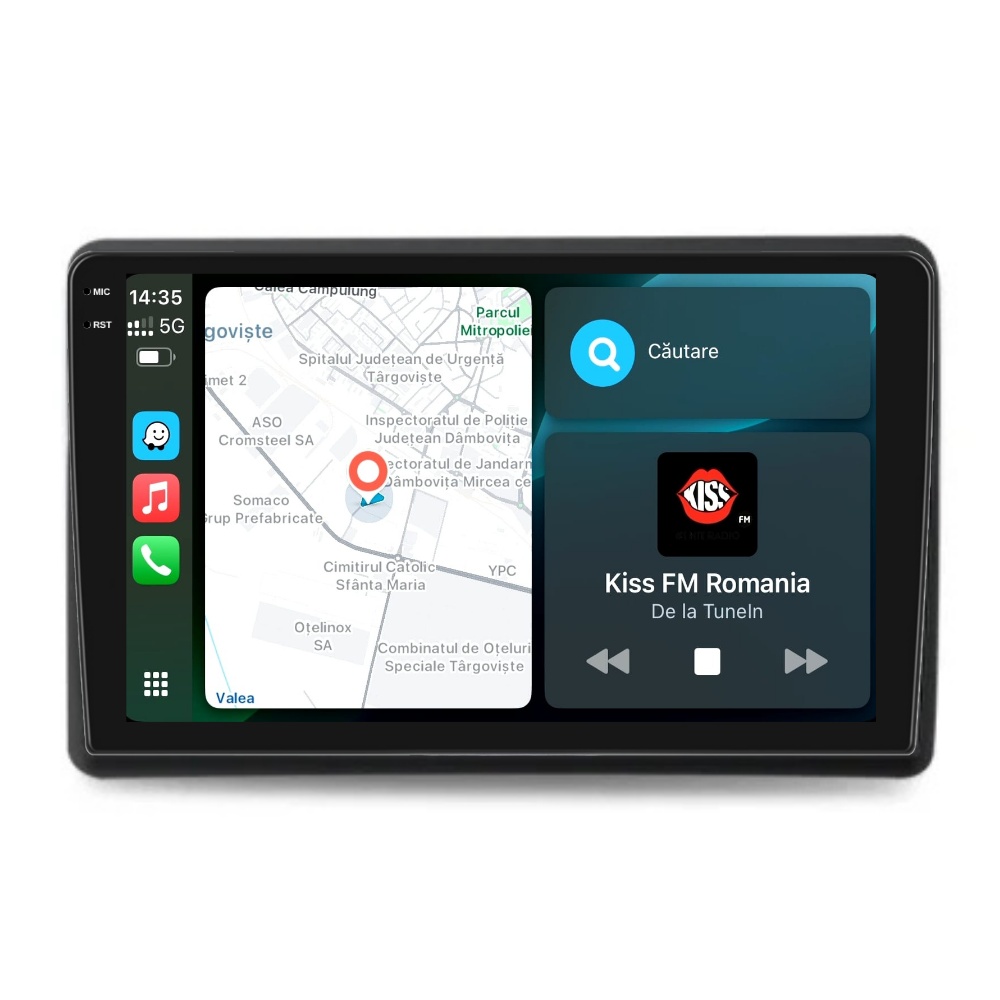 MIC
RST
14:35
5G
Calea Câmpulung
goviște
Parcul
Mitropoliei
Spitalul Județean de Urgență
Târgoviște
imet 2
ASO
Cromsteel SA
Inspectoratul de Poliție
Județean Dâmbovița
ectoratul de Jandarm
Dâmbovița Mircea ce
Somaco
Grup Prefabricate
Cimitirul Catolic
Sfânta Maria
YPC
Oțelinox
SA
Combinatul de Oțeluri
Speciale Târgoviște
Valea
Căutare
KISS
FM
Kiss FM Romania
De la TuneIn